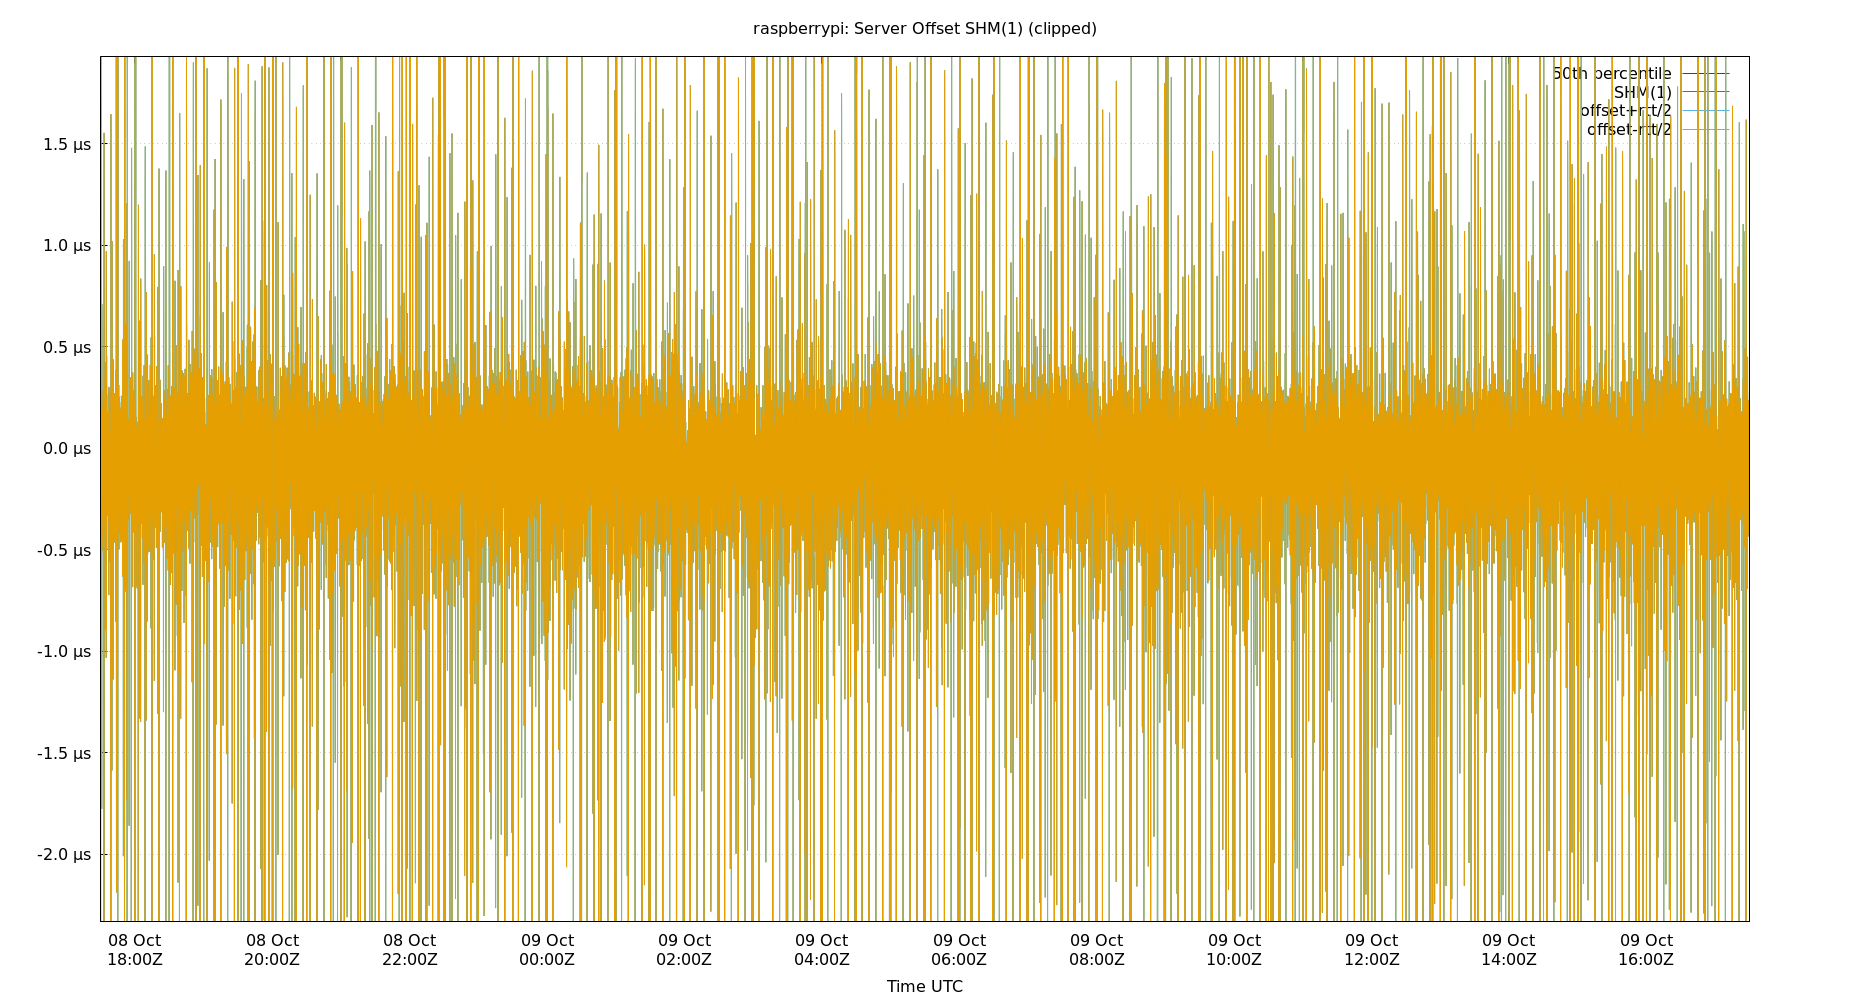 raspberrypi: Server Offset SHM(1) (clipped)
50th percentile
SHM(1)
offset+rtt/2
offset-rtt/2
1.5 µs
1.0 µs
0.5 µs
0.0 µs
-0.5 µs
-1.0 µs
-1.5 µs
-2.0 µs
08 Oct 08 Oct 08 Oct 09 Oct 09 Oct 09 Oct 09 Oct 09 Oct 09 Oct 09 Oct 09 Oct 09 Oct
18:00Z 20:00Z 22:00Z 00:00Z 02:00Z 04:00Z 06:00Z 08:00Z 10:00Z 12:00Z 14:00Z 16:00Z
Time UTC